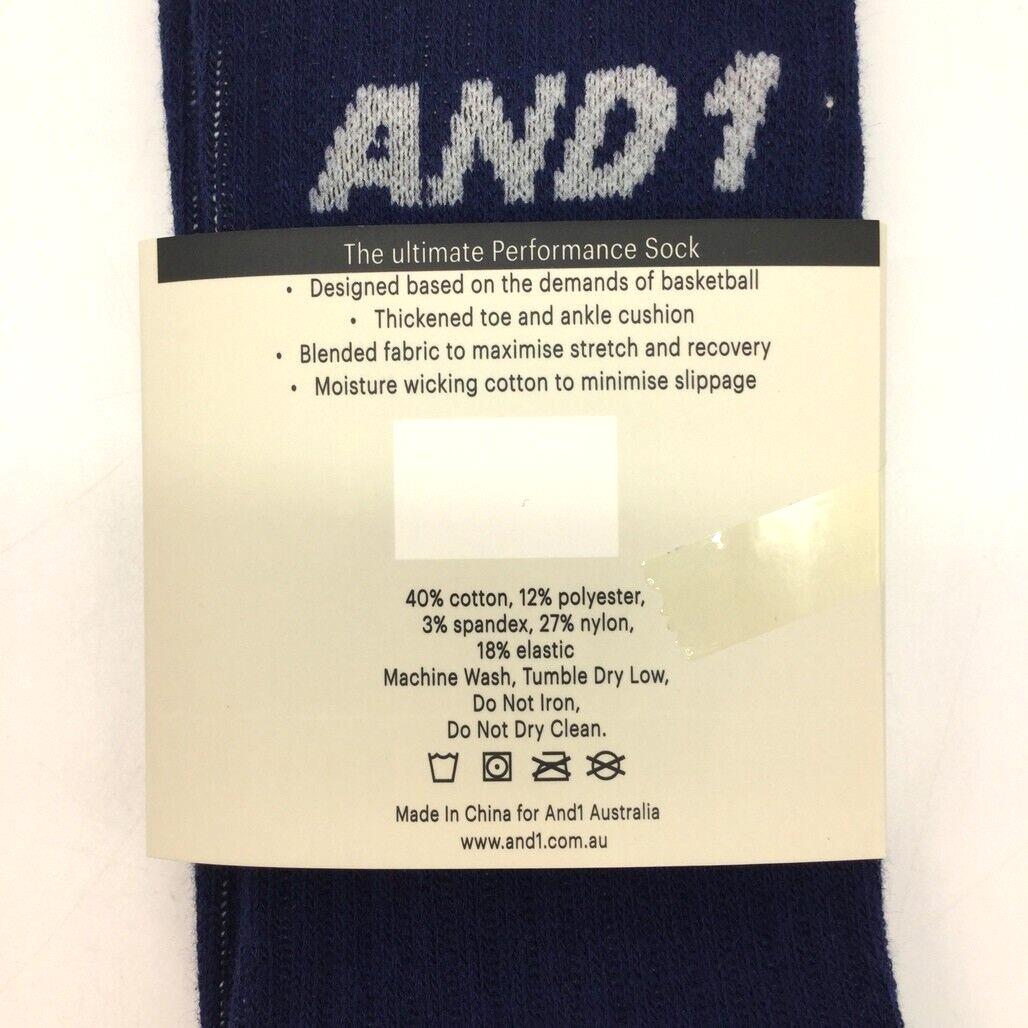 AND1
The ultimate Performance Sock
• Designed based on the demands of basketball
• Thickened toe and ankle cushion
• Blended fabric to maximise stretch and recovery
• Moisture wicking cotton to minimise slippage
40% cotton, 12% polyester,
3% spandex, 27% nylon,
18% elastic
Machine Wash, Tumble Dry Low,
Do Not Iron,
Do Not Dry Clean.
Made In China for And1 Australia
www.and1.com.au